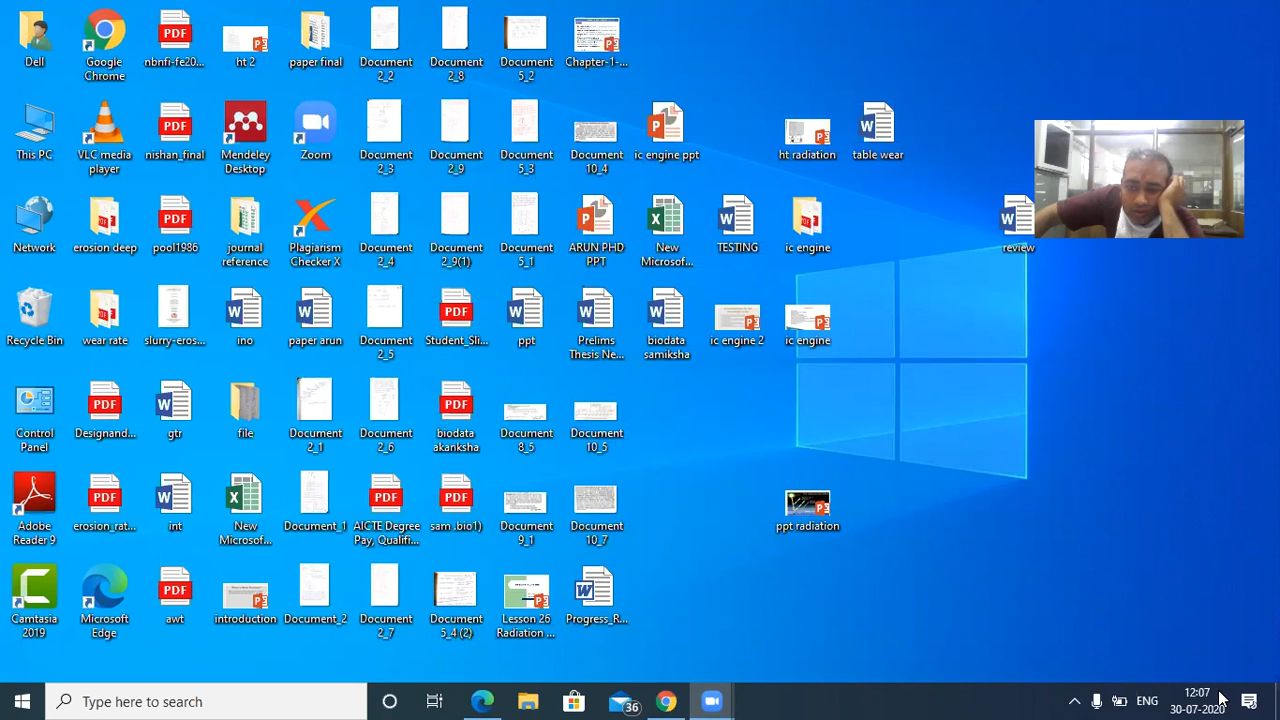 Dell
Google
Chrome
nbnfi-fe20...
ht 2
paper final
Document
2_2
Document
2_8
Document
5_2
Chapter-1-...
This PC
VLC media
player
nishan_final
Mendeley
Desktop
Zoom
Document
2_3
Document
2_9
Document
5_3
Document
10_4
ic engine ppt
ht radiation
table wear
Network
erosion deep
pool1986
journal
reference
Plagiarism
Checker X
Document
2_4
Document
2_9(1)
Document
5_1
ARUN PHD
PPT
New
Microsof...
TESTING
ic engine
review
Recycle Bin
wear rate
slurry-eros...
ino
paper arun
Document
2_5
Student_Sli...
ppt
Prelims
Thesis Ne...
biodata
samiksha
ic engine 2
ic engine
Control
Panel
Designand...
gtr
file
Document
2_1
Document
2_6
biodata
akanksha
Document
8_5
Document
10_5
Adobe
Reader 9
erosion_rat...
int
New
Microsof...
Document_1
AICTE Degree
Pay, Qualifi...
sam .bio1)
Document
9_1
Document
10_7
ppt radiation
Camtasia
2019
Microsoft
Edge
awt
introduction
Document_2
Document
2_7
Document
5_4 (2)
Lesson 26
Radiation ...
Progress_R...
Type here to search
36
ENG
12:07
30-07-2020